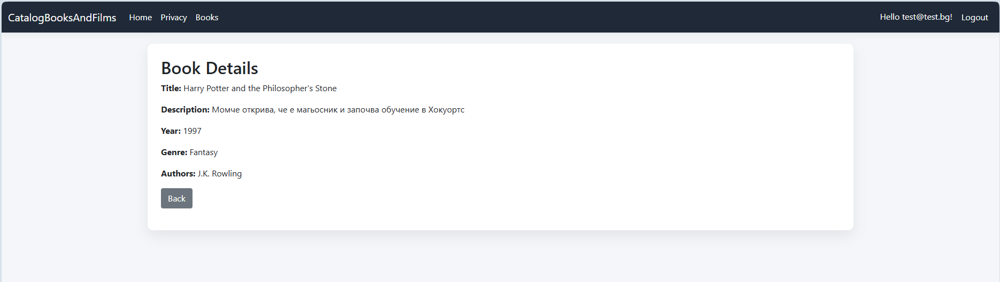 CatalogBooksAndFilms Home Privacy Books Hello test@test.bg! Logout
Book Details
Title: Harry Potter and the Philosopher's Stone
Description: Момче открива, че е магьосник и започва обучение в Хокуортс
Year: 1997
Genre: Fantasy
Authors: J.K. Rowling
Back